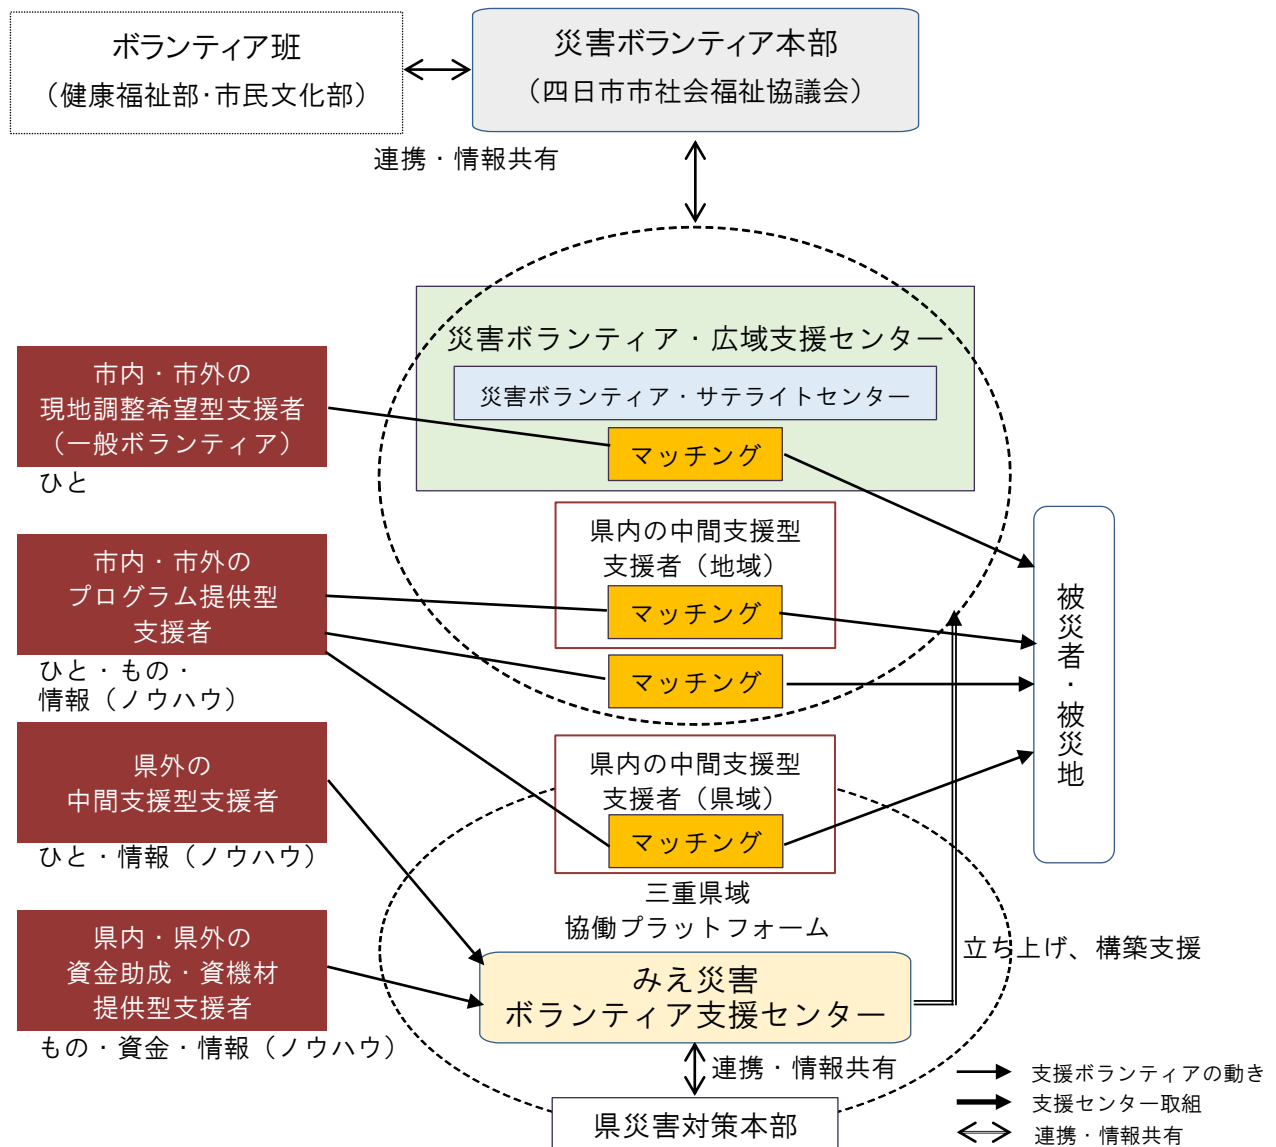 ボランティア班
（健康福祉部・市民文化部）
災害ボランティア本部
（四日市市社会福祉協議会）
連携・情報共有
災害ボランティア・広域支援センター
災害ボランティア・サテライトセンター
マッチング
市内・市外の
現地調整希望型支援者
（一般ボランティア）
ひと
県内の中間支援型
支援者（地域）
マッチング
マッチング
市内・市外の
プログラム提供型
支援者
ひと・もの・
情報（ノウハウ）
被災者・被災地
県内の中間支援型
支援者（県域）
マッチング
県外の
中間支援型支援者
ひと・情報（ノウハウ）
三重県域
協働プラットフォーム
県内・県外の
資金助成・資機材
提供型支援者
もの・資金・情報（ノウハウ）
みえ災害
ボランティア支援センター
立ち上げ、構築支援
連携・情報共有
県災害対策本部
支援ボランティアの動き
支援センター取組
連携・情報共有